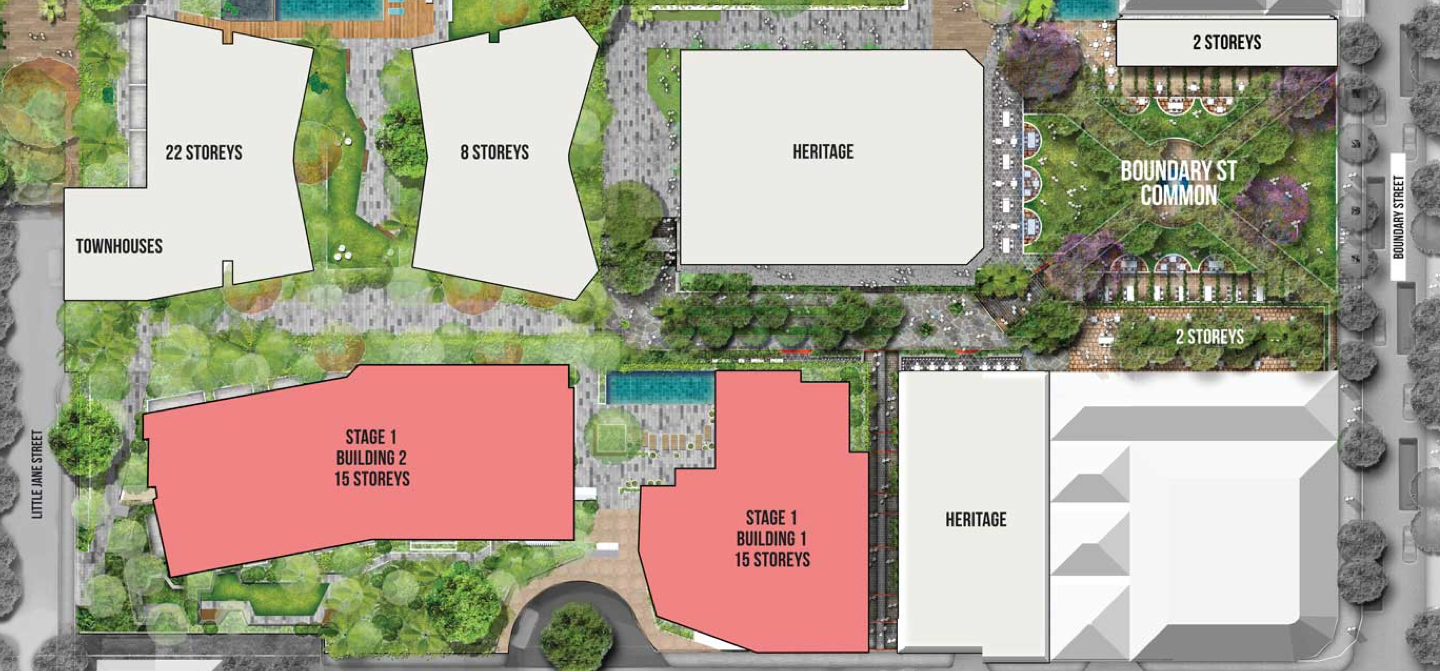 2 STOREYS
22 STOREYS
8 STOREYS
HERITAGE
BOUNDARY ST
COMMON
BOUNDARY STREET
TOWNHOUSES
2 STOREYS
STAGE 1
BUILDING 2
15 STOREYS
LITTLE JANE STREET
STAGE 1
BUILDING 1
15 STOREYS
HERITAGE